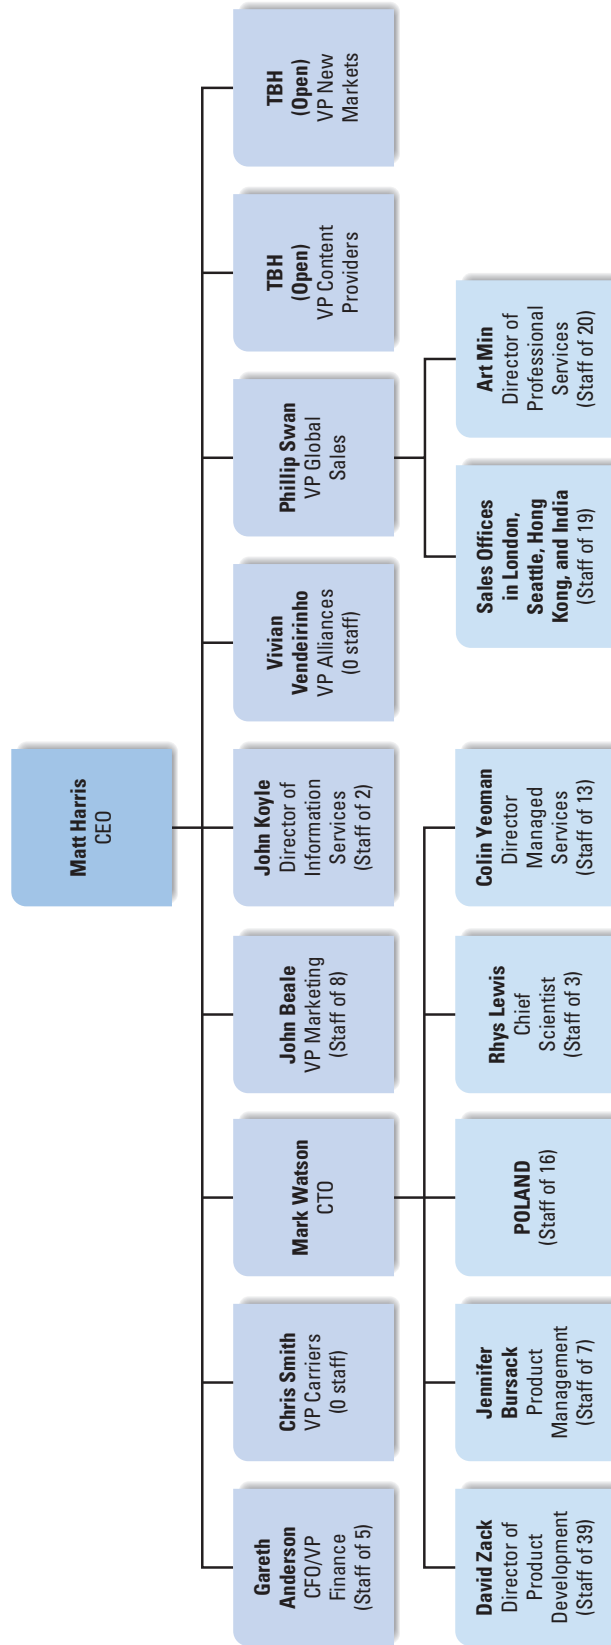 Matt Harris
CEO
Gareth
Anderson
CFO/VP
Finance
(Staff of 5)
Chris Smith
VP Carriers
(0 staff)
Mark Watson
CTO
John Beale
VP Marketing
(Staff of 8)
John Koyle
Director of
Information
Services
(Staff of 2)
Vivian
Vendeirinho
VP Alliances
(0 staff)
Phillip Swan
VP Global
Sales
TBH
(Open)
VP Content
Providers
TBH
(Open)
VP New
Markets
David Zack
Director of
Product
Development
(Staff of 39)
Jennifer
Bursack
Product
Management
(Staff of 7)
POLAND
(Staff of 16)
Rhys Lewis
Chief
Scientist
(Staff of 3)
Colin Yeoman
Director
Managed
Services
(Staff of 13)
Sales Offices
in London,
Seattle, Hong
Kong, and India
(Staff of 19)
Art Min
Director of
Professional
Services
(Staff of 20)